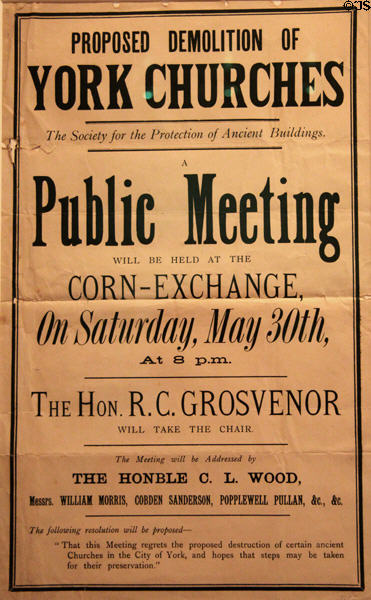 ©JS
PROPOSED DEMOLITION OF
YORK CHURCHES
The Society for the Protection of Ancient Buildings.
A
Public Meeting
WILL BE HELD AT THE
CORN-EXCHANGE,
On Saturday, May 30th,
At 8 p.m.
THE HON. R. C. GROSVENOR
WILL TAKE THE CHAIR.
The Meeting will be Addressed by
THE HONBLE C. L. WOOD,
Messrs. WILLIAM MORRIS, COBDEN SANDERSON, POPPLEWELL PULLAN, &c., &c.
The following resolution will be proposed—
"That this Meeting regrets the proposed destruction of certain ancient
Churches in the City of York, and hopes that steps may be taken
for their preservation."